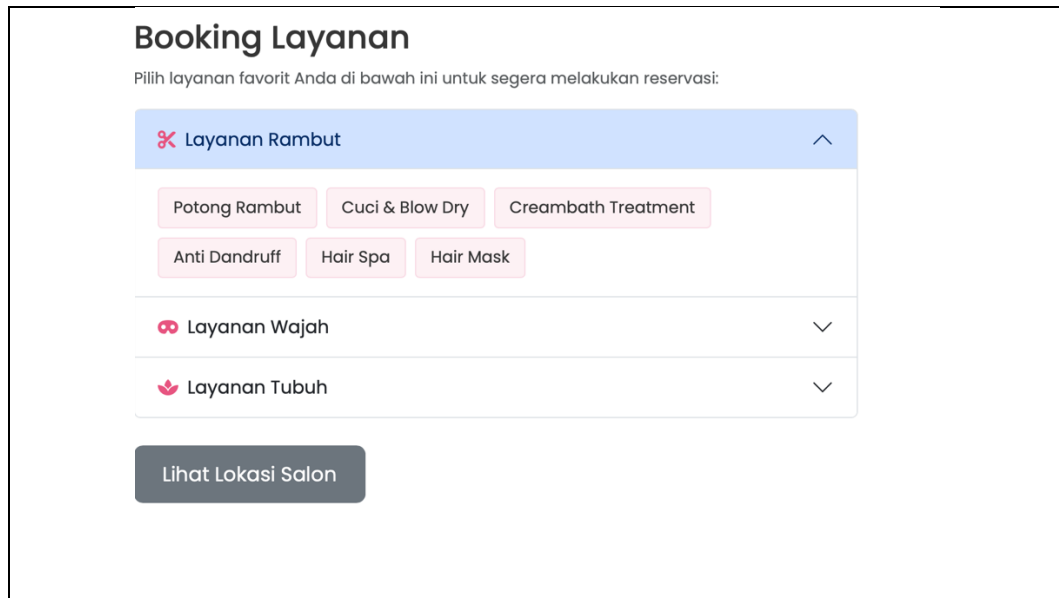 Booking Layanan
Pilih layanan favorit Anda di bawah ini untuk segera melakukan reservasi:
Layanan Rambut
Potong Rambut Cuci & Blow Dry Creambath Treatment
Anti Dandruff Hair Spa Hair Mask
Layanan Wajah
Layanan Tubuh
Lihat Lokasi Salon